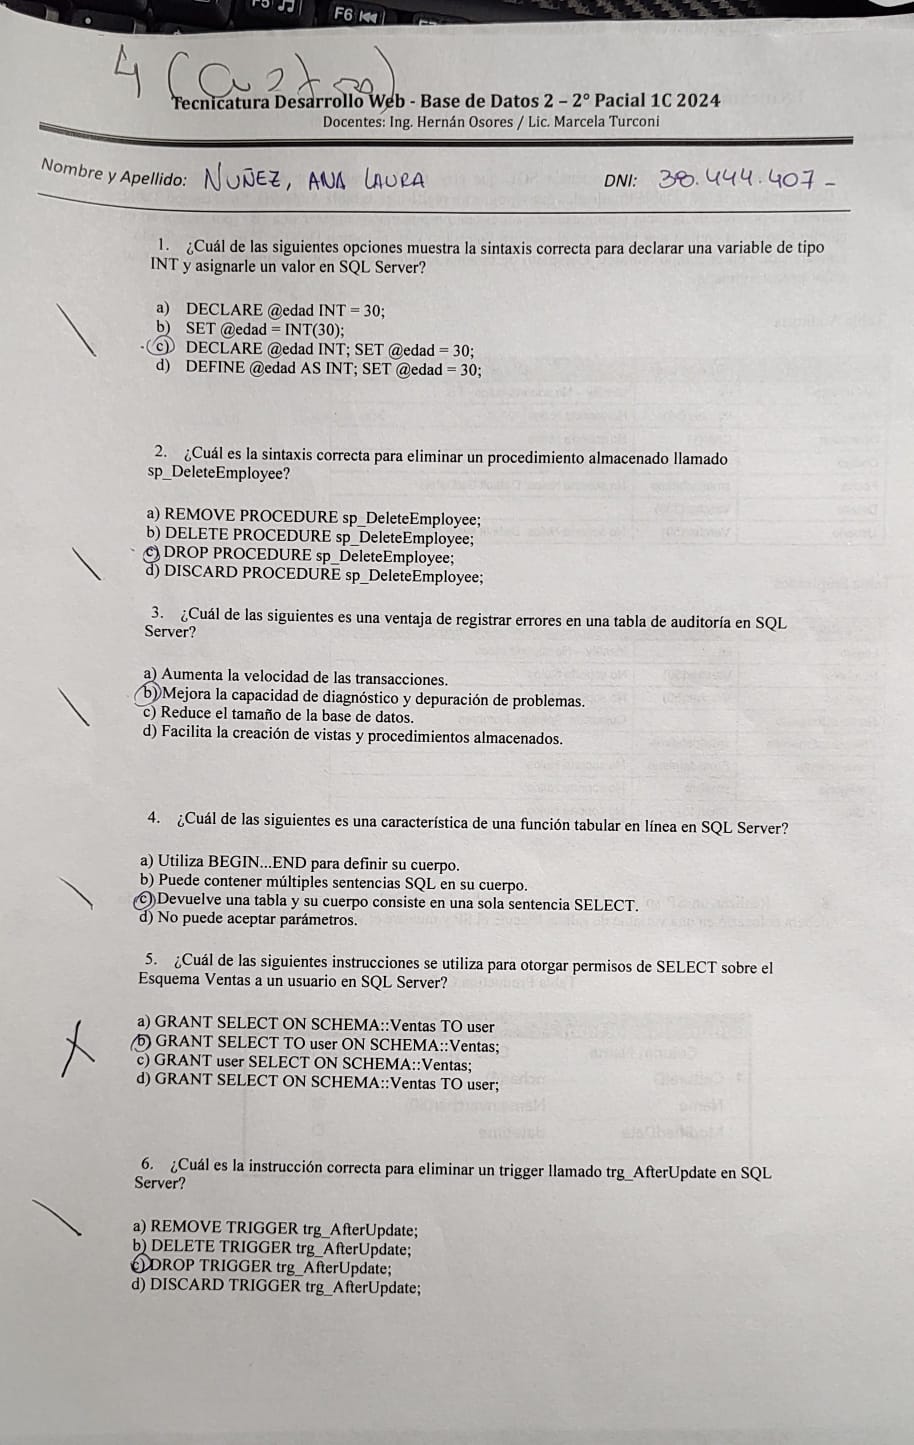 F6
4 (cuatro)
Tecnicatura Desarrollo Web - Base de Datos 2 – 2° Pacial 1C 2024
Docentes: Ing. Hernán Osores / Lic. Marcela Turconi
Nombre y Apellido: NUÑEZ, ANA LAURA DNI: 38.444.407-
1. ¿Cuál de las siguientes opciones muestra la sintaxis correcta para declarar una variable de tipo
INT y asignarle un valor en SQL Server?
a) DECLARE @edad INT = 30;
b) SET @edad = INT(30);
c) DECLARE @edad INT; SET @edad = 30;
d) DEFINE @edad AS INT; SET @edad = 30;
2. ¿Cuál es la sintaxis correcta para eliminar un procedimiento almacenado llamado
sp_DeleteEmployee?
a) REMOVE PROCEDURE sp_DeleteEmployee;
b) DELETE PROCEDURE sp_DeleteEmployee;
c) DROP PROCEDURE sp_DeleteEmployee;
d) DISCARD PROCEDURE sp_DeleteEmployee;
3. ¿Cuál de las siguientes es una ventaja de registrar errores en una tabla de auditoría en SQL
Server?
a) Aumenta la velocidad de las transacciones.
b) Mejora la capacidad de diagnóstico y depuración de problemas.
c) Reduce el tamaño de la base de datos.
d) Facilita la creación de vistas y procedimientos almacenados.
4. ¿Cuál de las siguientes es una característica de una función tabular en línea en SQL Server?
a) Utiliza BEGIN...END para definir su cuerpo.
b) Puede contener múltiples sentencias SQL en su cuerpo.
c) Devuelve una tabla y su cuerpo consiste en una sola sentencia SELECT.
d) No puede aceptar parámetros.
5. ¿Cuál de las siguientes instrucciones se utiliza para otorgar permisos de SELECT sobre el
Esquema Ventas a un usuario en SQL Server?
a) GRANT SELECT ON SCHEMA::Ventas TO user
b) GRANT SELECT TO user ON SCHEMA::Ventas;
c) GRANT user SELECT ON SCHEMA::Ventas;
d) GRANT SELECT ON SCHEMA::Ventas TO user;
6. ¿Cuál es la instrucción correcta para eliminar un trigger llamado trg_AfterUpdate en SQL
Server?
a) REMOVE TRIGGER trg_AfterUpdate;
b) DELETE TRIGGER trg_AfterUpdate;
c) DROP TRIGGER trg_AfterUpdate;
d) DISCARD TRIGGER trg_AfterUpdate;